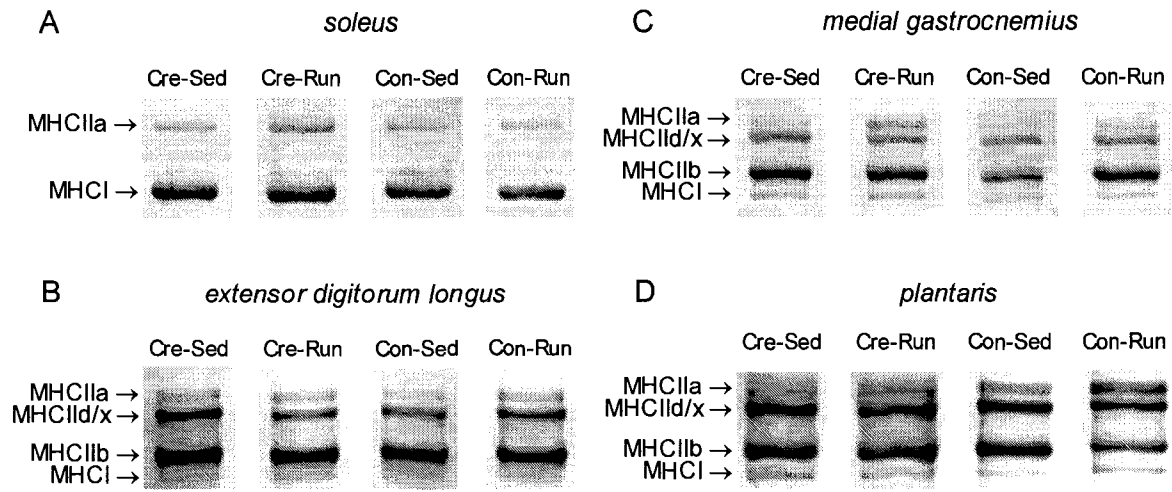 A soleus
Cre-Sed Cre-Run Con-Sed Con-Run
MHCIIa →
MHCI →
B extensor digitorum longus
Cre-Sed Cre-Run Con-Sed Con-Run
MHCIIa →
MHCIId/x →
MHCIIb →
MHCI →
C medial gastrocnemius
Cre-Sed Cre-Run Con-Sed Con-Run
MHCIIa →
MHCIId/x →
MHCIIb →
MHCI →
D plantaris
Cre-Sed Cre-Run Con-Sed Con-Run
MHCIIa →
MHCIId/x →
MHCIIb →
MHCI →